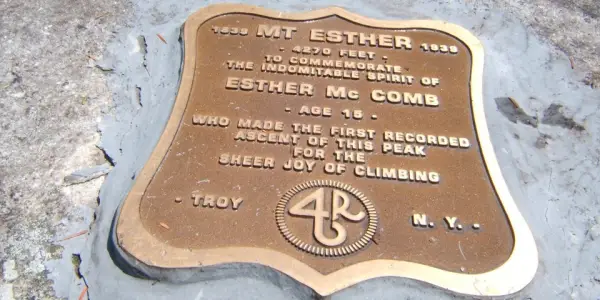 1839 MT ESTHER 1939
- 4270 FEET -
TO COMMEMORATE
THE INDOMITABLE SPIRIT OF
ESTHER Mc COMB
- AGE 15 -
WHO MADE THE FIRST RECORDED
ASCENT OF THIS PEAK
FOR THE
SHEER JOY OF CLIMBING
- TROY 46R N. Y. -